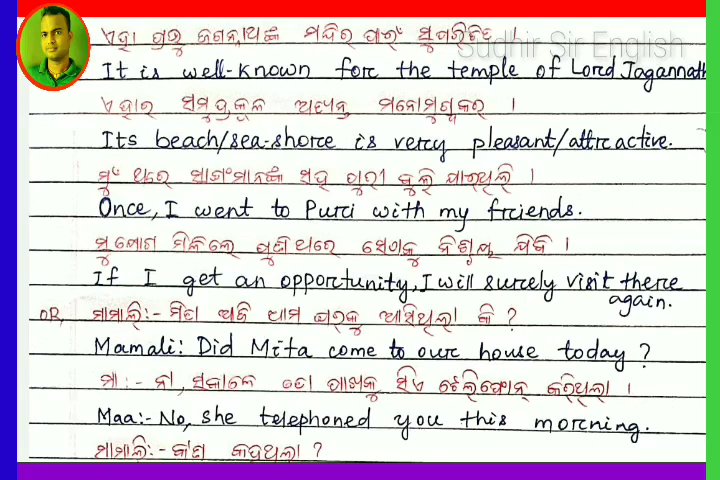 Sudhir Sir English
ଏହା ପ୍ରଭୁ ଜଗନ୍ନାଥଙ୍କ ମନ୍ଦିର ପାଇଁ ସୁପରିଚିତ ।
It is well-known for the temple of Lord Jagannath
ଏହାର ସମୁଦ୍ରକୂଳ ଅତ୍ୟନ୍ତ ମନୋମୁଗ୍ଧକର ।
Its beach/sea-shore is very pleasant/attractive.
ମୁଁ ଥରେ ସାଙ୍ଗମାନଙ୍କ ସହ ପୁରୀ ବୁଲି ଯାଇଥିଲି ।
Once, I went to Puri with my friends.
ସୁଯୋଗ ମିଳିଲେ ପୁଣି ଥରେ ସେଠାକୁ ନିଶ୍ଚୟ ଯିବି ।
If I get an opportunity, I will surely visit there
again.
OR, ମାମାଲି:- ମିତା ଆଜି ଆମ ଘରକୁ ଆସିଥିଲା କି ?
Mamali: Did Mita come to our house today ?
ମା :- ନା, ସକାଳେ ତୋ ପାଖକୁ ସିଏ ଟେଲିଫୋନ୍ କରିଥିଲା ।
Maa:- No, she telephoned you this morning.
ମାମାଲି:- କ'ଣ କହୁଥିଲା ?